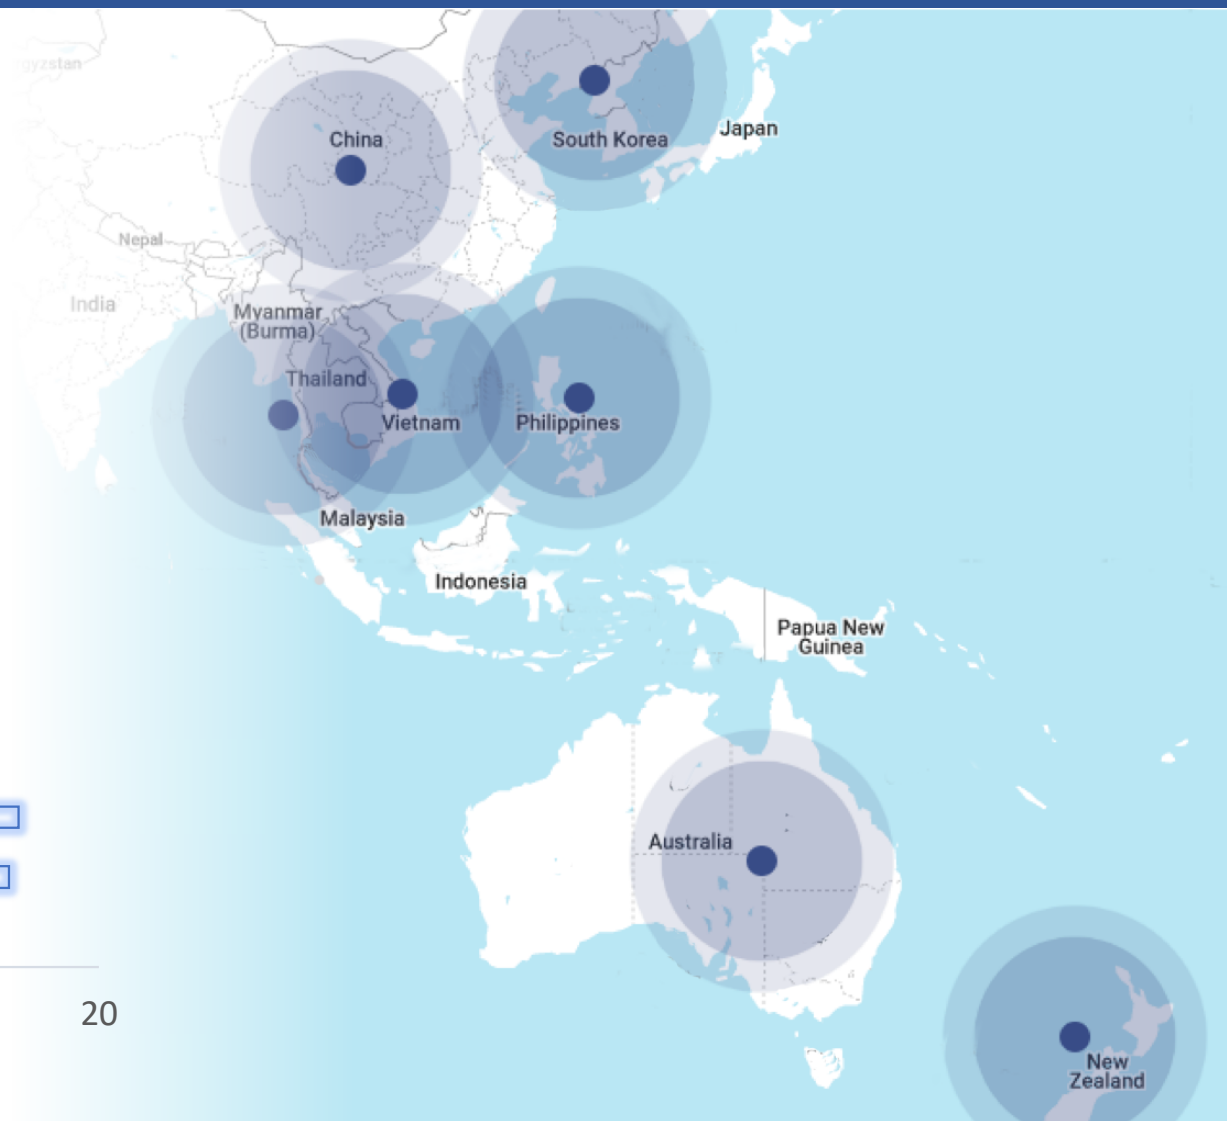 gyzstan
China
South Korea
Japan
Nepal
India
Myanmar
(Burma)
Thailand
Vietnam
Philippines
Malaysia
Indonesia
Papua New
Guinea
Australia
20
New
Zealand